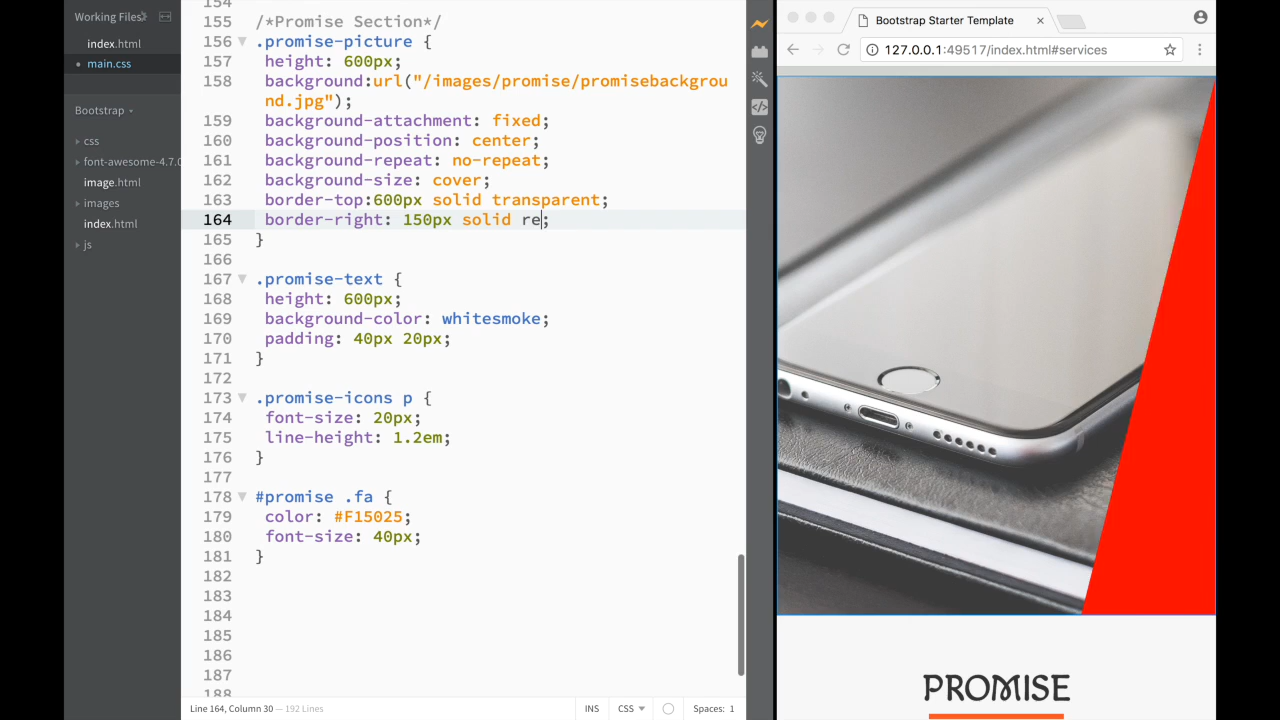 Working Files
index.html
main.css
Bootstrap
css
font-awesome-4.7.0
image.html
images
index.html
js
154
155 /*Promise Section*/
156 .promise-picture {
157 height: 600px;
158 background:url("/images/promise/promisebackgrou
nd.jpg");
159 background-attachment: fixed;
160 background-position: center;
161 background-repeat: no-repeat;
162 background-size: cover;
163 border-top:600px solid transparent;
164 border-right: 150px solid re;
165 }
166
167 .promise-text {
168 height: 600px;
169 background-color: whitesmoke;
170 padding: 40px 20px;
171 }
172
173 .promise-icons p {
174 font-size: 20px;
175 line-height: 1.2em;
176 }
177
178 #promise .fa {
179 color: #F15025;
180 font-size: 40px;
181 }
182
183
184
185
186
187
188
Line 164, Column 30 — 192 Lines
INS
CSS
Spaces: 1
Bootstrap Starter Template
127.0.0.1:49517/index.html#services
PROMISE